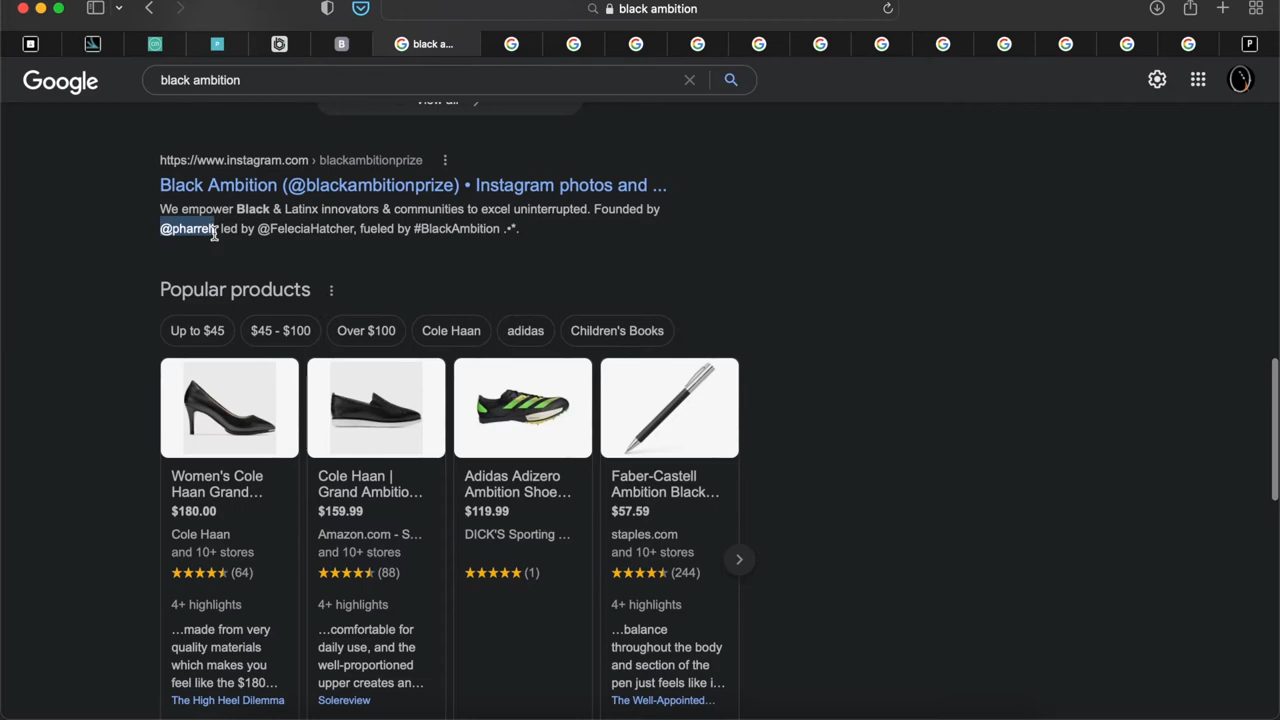 black ambition
B
black a...
P
Google
black ambition
View all
https://www.instagram.com › blackambitionprize
Black Ambition (@blackambitionprize) • Instagram photos and ...
We empower Black & Latinx innovators & communities to excel uninterrupted. Founded by
@pharrell, led by @FeleciaHatcher, fueled by #BlackAmbition .•*.
Popular products
Up to $45 $45 - $100 Over $100 Cole Haan adidas Children's Books
Women's Cole
Haan Grand...
$180.00
Cole Haan
and 10+ stores
(64)
4+ highlights
...made from very
quality materials
which makes you
feel like the $180...
The High Heel Dilemma
Cole Haan |
Grand Ambitio...
$159.99
Amazon.com - S...
and 10+ stores
(88)
4+ highlights
...comfortable for
daily use, and the
well-proportioned
upper creates an...
Solereview
Adidas Adizero
Ambition Shoe...
$119.99
DICK'S Sporting ...
(1)
Faber-Castell
Ambition Black...
$57.59
staples.com
and 10+ stores
(244)
4+ highlights
...balance
throughout the body
and section of the
pen just feels like i...
The Well-Appointed...